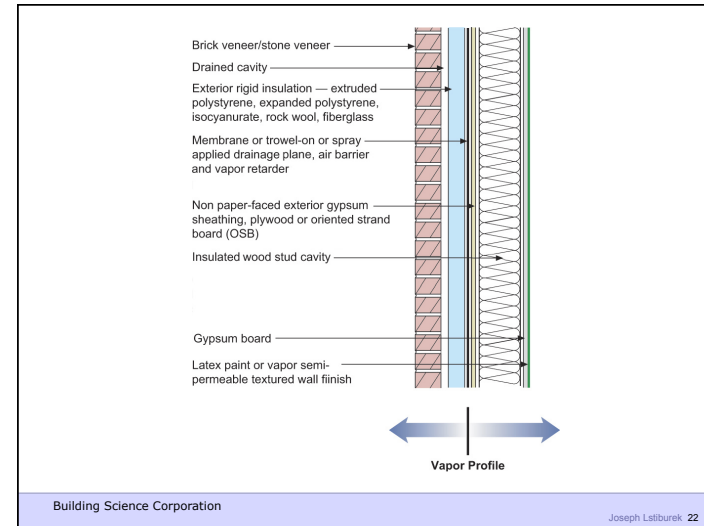 Brick veneer/stone veneer
Drained cavity
Exterior rigid insulation — extruded
polystyrene, expanded polystyrene,
isocyanurate, rock wool, fiberglass
Membrane or trowel-on or spray
applied drainage plane, air barrier
and vapor retarder
Non paper-faced exterior gypsum
sheathing, plywood or oriented strand
board (OSB)
Insulated wood stud cavity
Gypsum board
Latex paint or vapor semi-
permeable textured wall fiinish
Vapor Profile
Building Science Corporation
Joseph Lstiburek 22